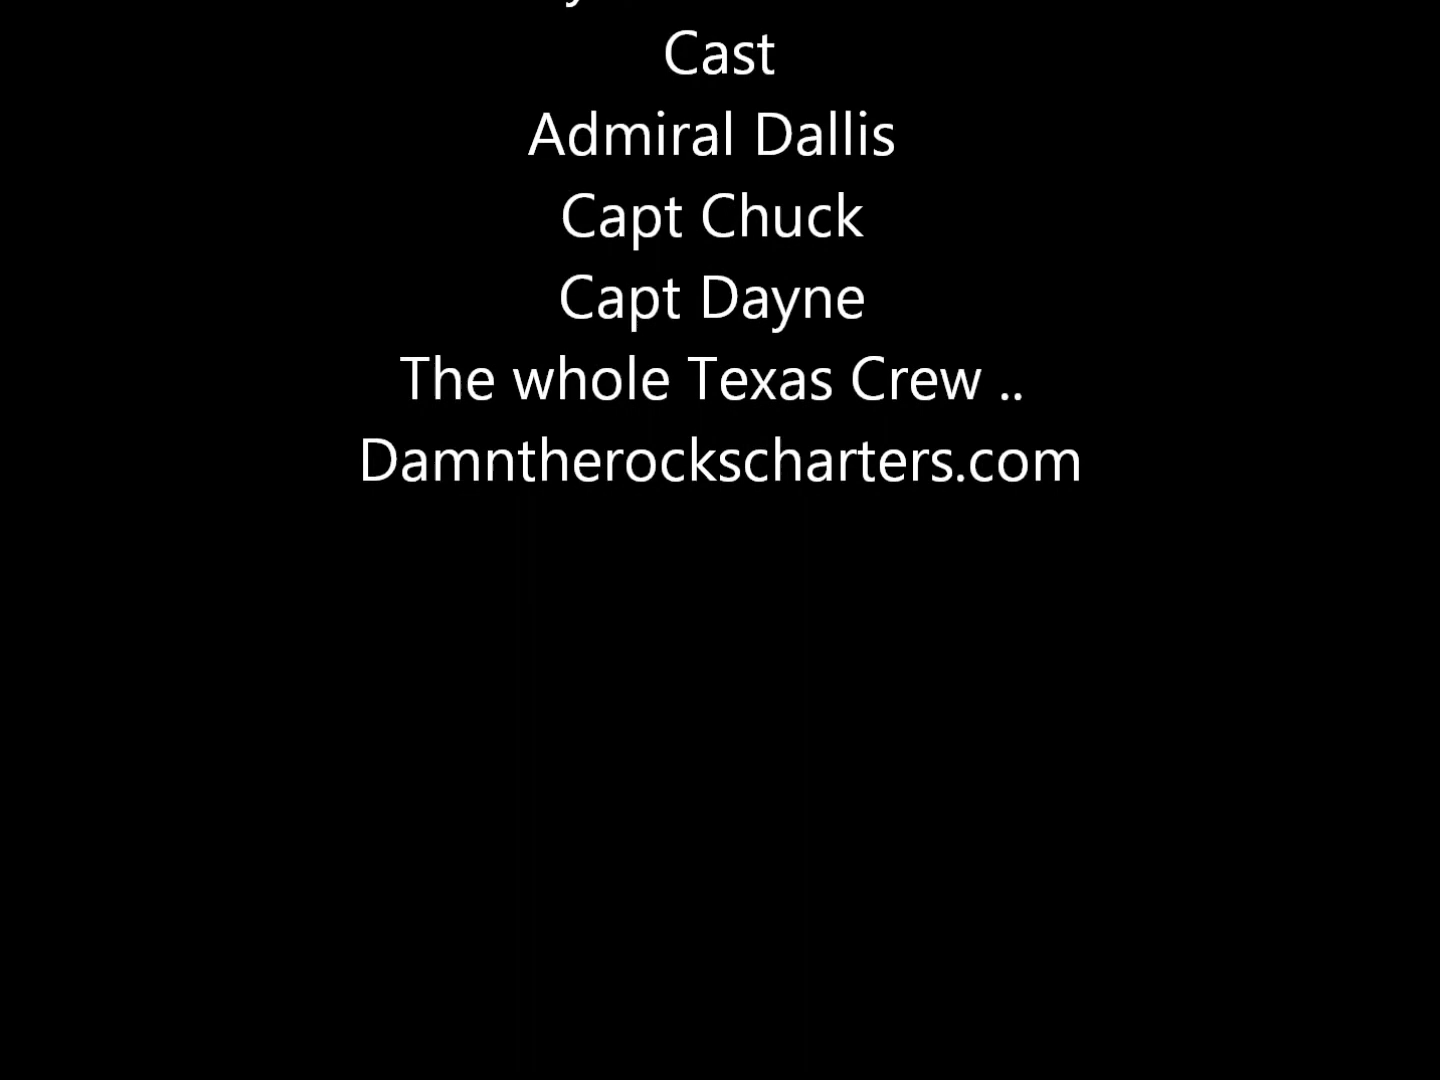 Cast
Admiral Dallis
Capt Chuck
Capt Dayne
The whole Texas Crew ..
Damntherockscharters.com